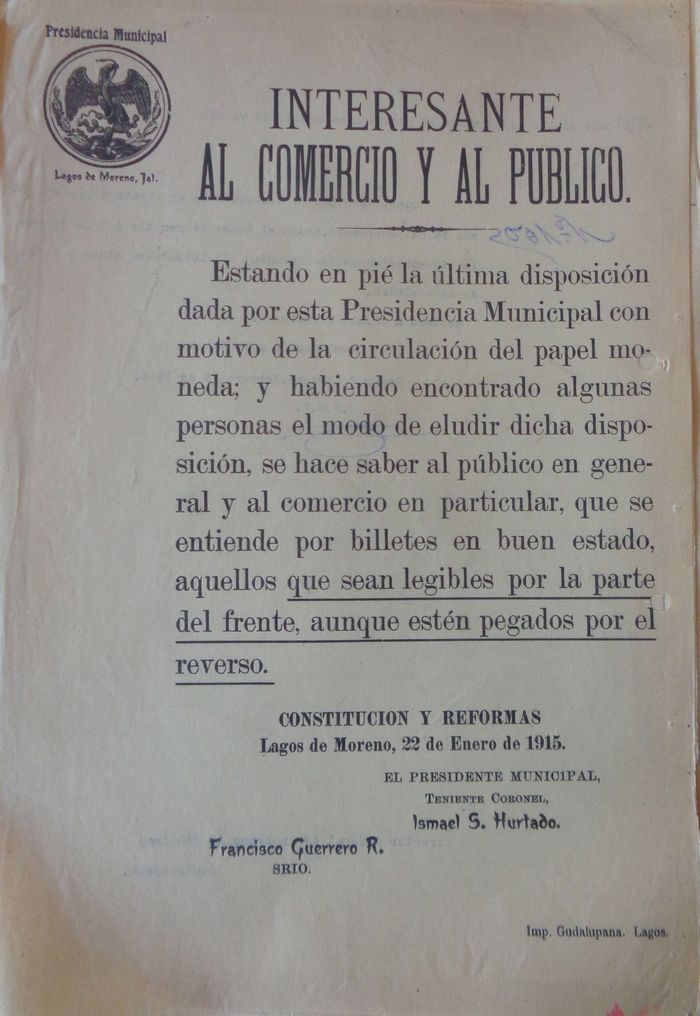 Presidencia Municipal
Lagos de Moreno, Jal.
INTERESANTE
AL COMERCIO Y AL PUBLICO.
Nº 1605
Estando en pié la última disposición
dada por esta Presidencia Municipal con
motivo de la circulación del papel mo-
neda; y habiendo encontrado algunas
personas el modo de eludir dicha dispo-
sición, se hace saber al público en gene-
ral y al comercio en particular, que se
entiende por billetes en buen estado,
aquellos que sean legibles por la parte
del frente, aunque estén pegados por el
reverso.
CONSTITUCION Y REFORMAS
Lagos de Moreno, 22 de Enero de 1915.
EL PRESIDENTE MUNICIPAL,
TENIENTE CORONEL,
Ismael S. Hurtado.
Francisco Guerrero R.
SRIO.
Imp. Gudalupana. Lagos.